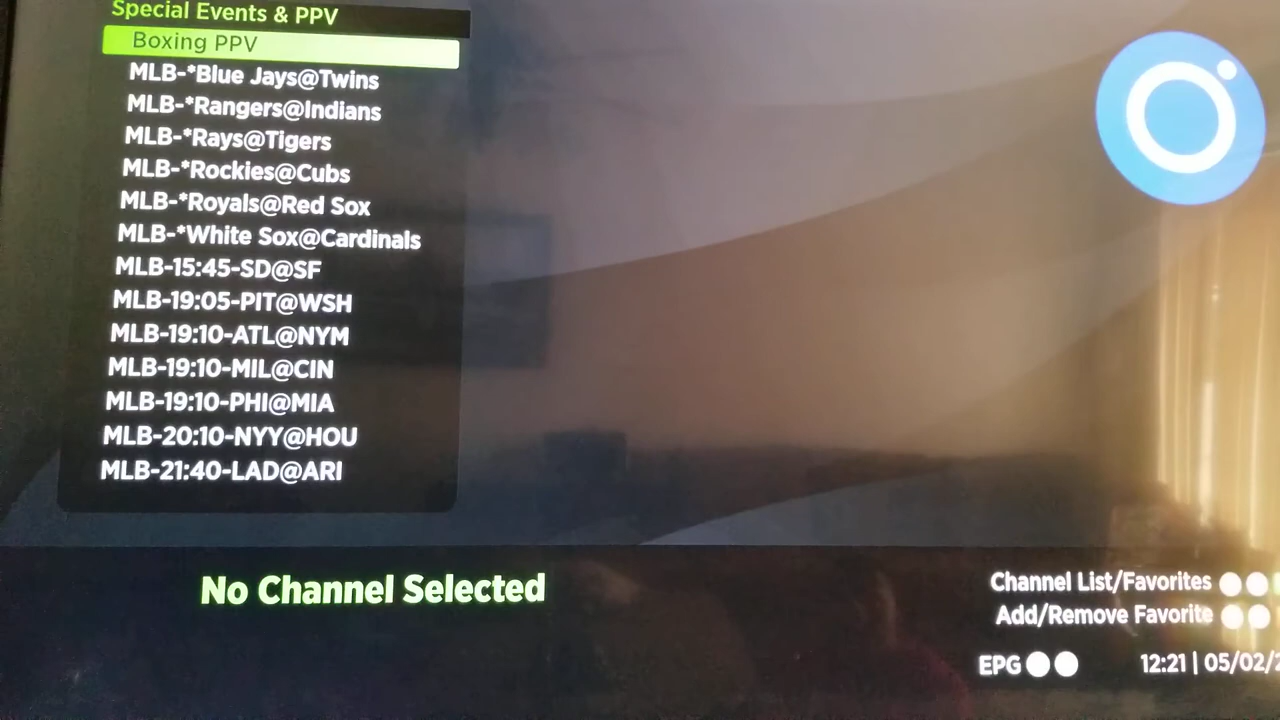 Special Events & PPV
Boxing PPV
MLB-*Blue Jays@Twins
MLB-*Rangers@Indians
MLB-*Rays@Tigers
MLB-*Rockies@Cubs
MLB-*Royals@Red Sox
MLB-*White Sox@Cardinals
MLB-15:45-SD@SF
MLB-19:05-PIT@WSH
MLB-19:10-ATL@NYM
MLB-19:10-MIL@CIN
MLB-19:10-PHI@MIA
MLB-20:10-NYY@HOU
MLB-21:40-LAD@ARI
No Channel Selected
Channel List/Favorites
Add/Remove Favorite
EPG
12:21 | 05/02/2